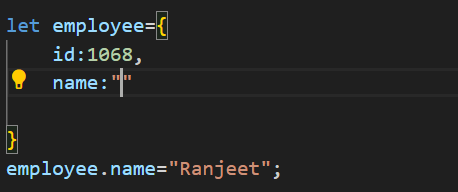 let employee={
id:1068,
name:""
}
employee.name="Ranjeet";